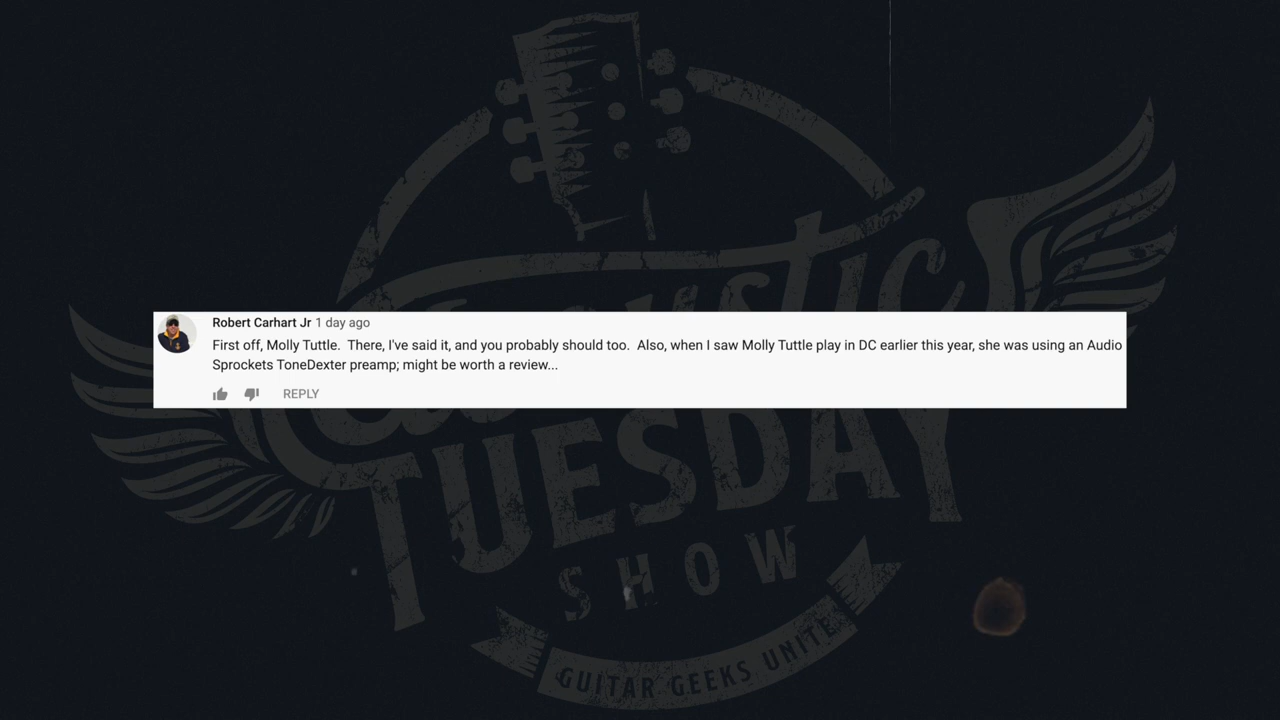 Acoustic
Robert Carhart Jr 1 day ago
First off, Molly Tuttle.  There, I've said it, and you probably should too.  Also, when I saw Molly Tuttle play in DC earlier this year, she was using an Audio
Sprockets ToneDexter preamp; might be worth a review...
REPLY
TUESDAY
SHOW
GUITAR GEEKS UNITE